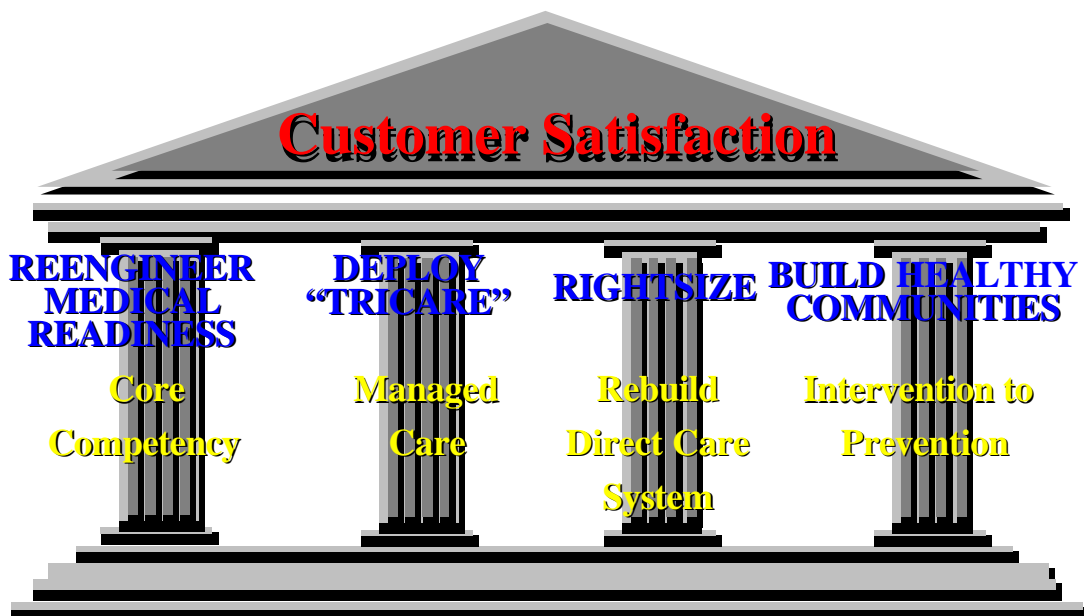 Customer Satisfaction
REENGINEER
MEDICAL
READINESS
Core
Competency
DEPLOY
“TRICARE”
Managed
Care
RIGHTSIZE
Rebuild
Direct Care
System
BUILD HEALTHY
COMMUNITIES
Intervention to
Prevention